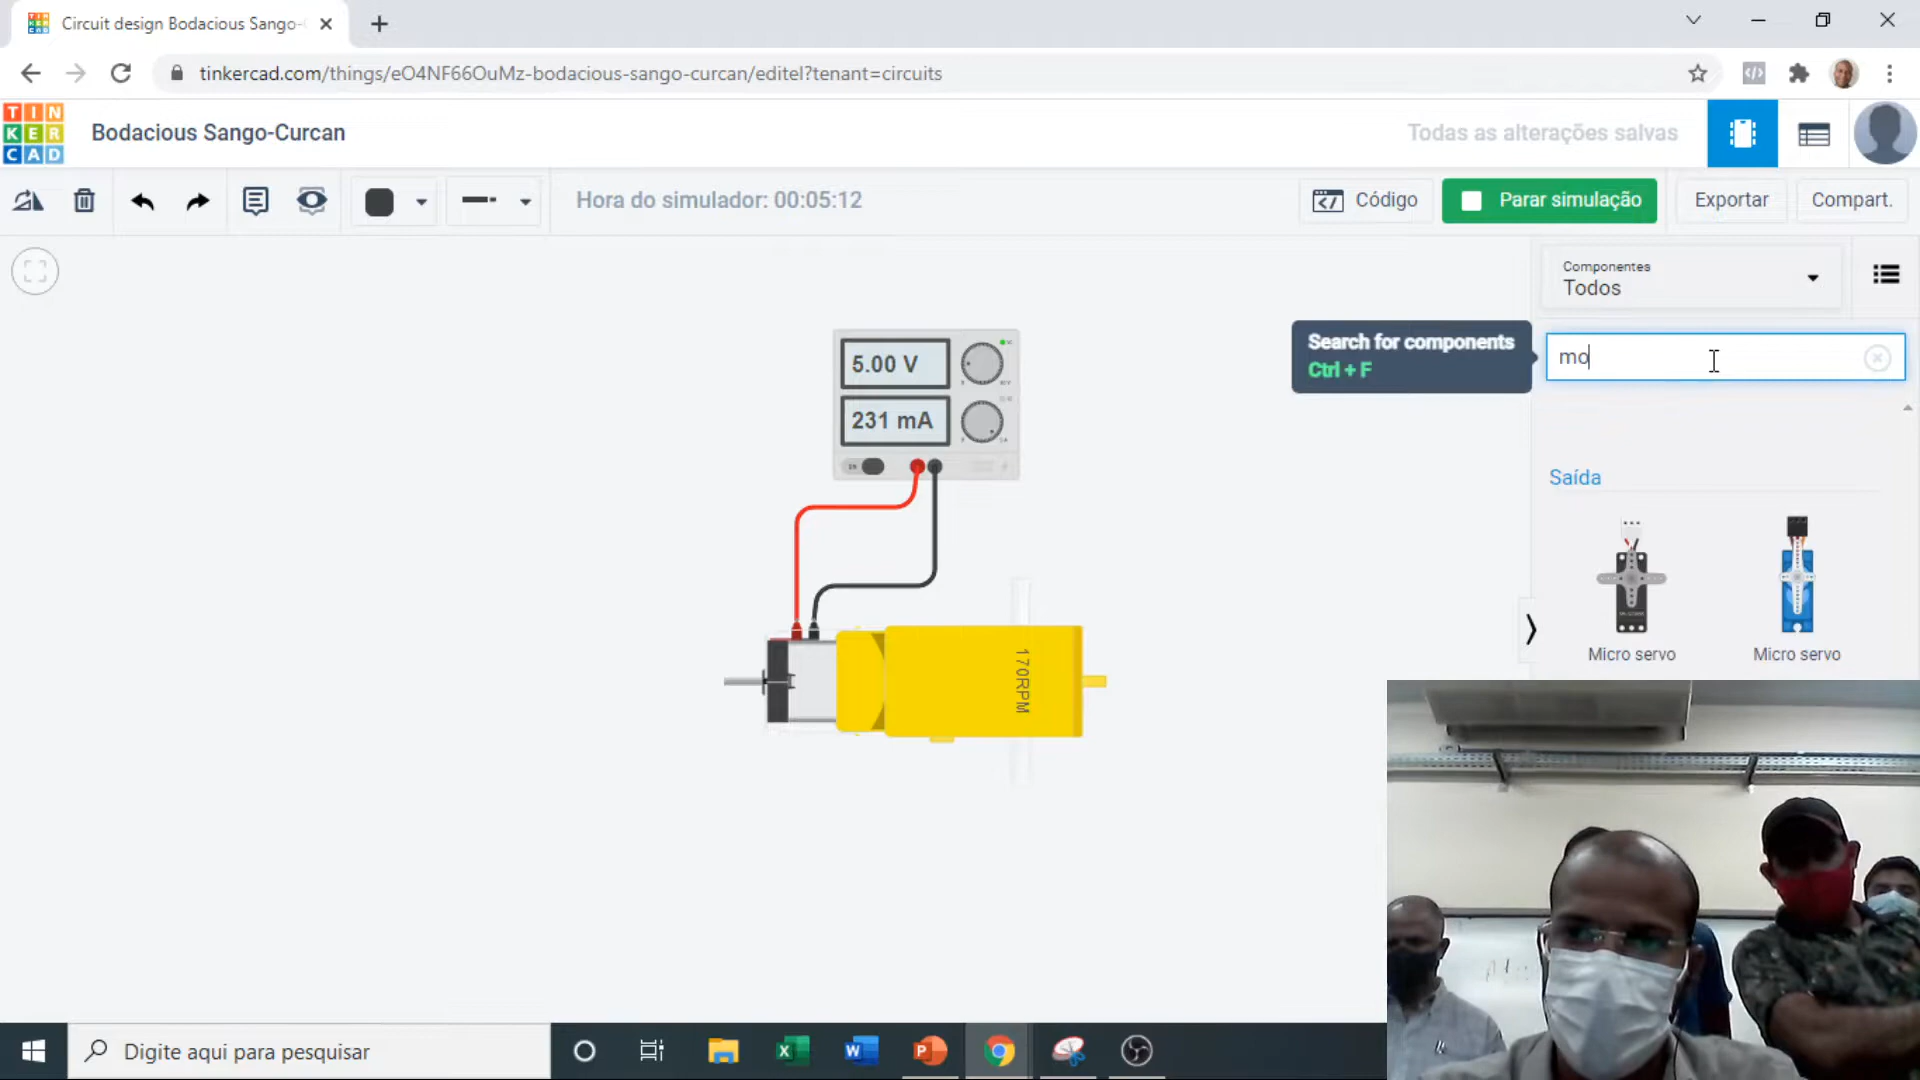 Circuit design Bodacious Sango-
tinkercad.com/things/eO4NF66OuMz-bodacious-sango-curcan/editel?tenant=circuits
TIN
KER
CAD
Bodacious Sango-Curcan
Todas as alterações salvas
Hora do simulador: 00:05:12
Código
Parar simulação
Exportar
Compart.
Componentes
Todos
Search for components
Ctrl + F
mo
5.00 V
231 mA
Saída
Micro servo
Micro servo
170RPM
Digite aqui para pesquisar